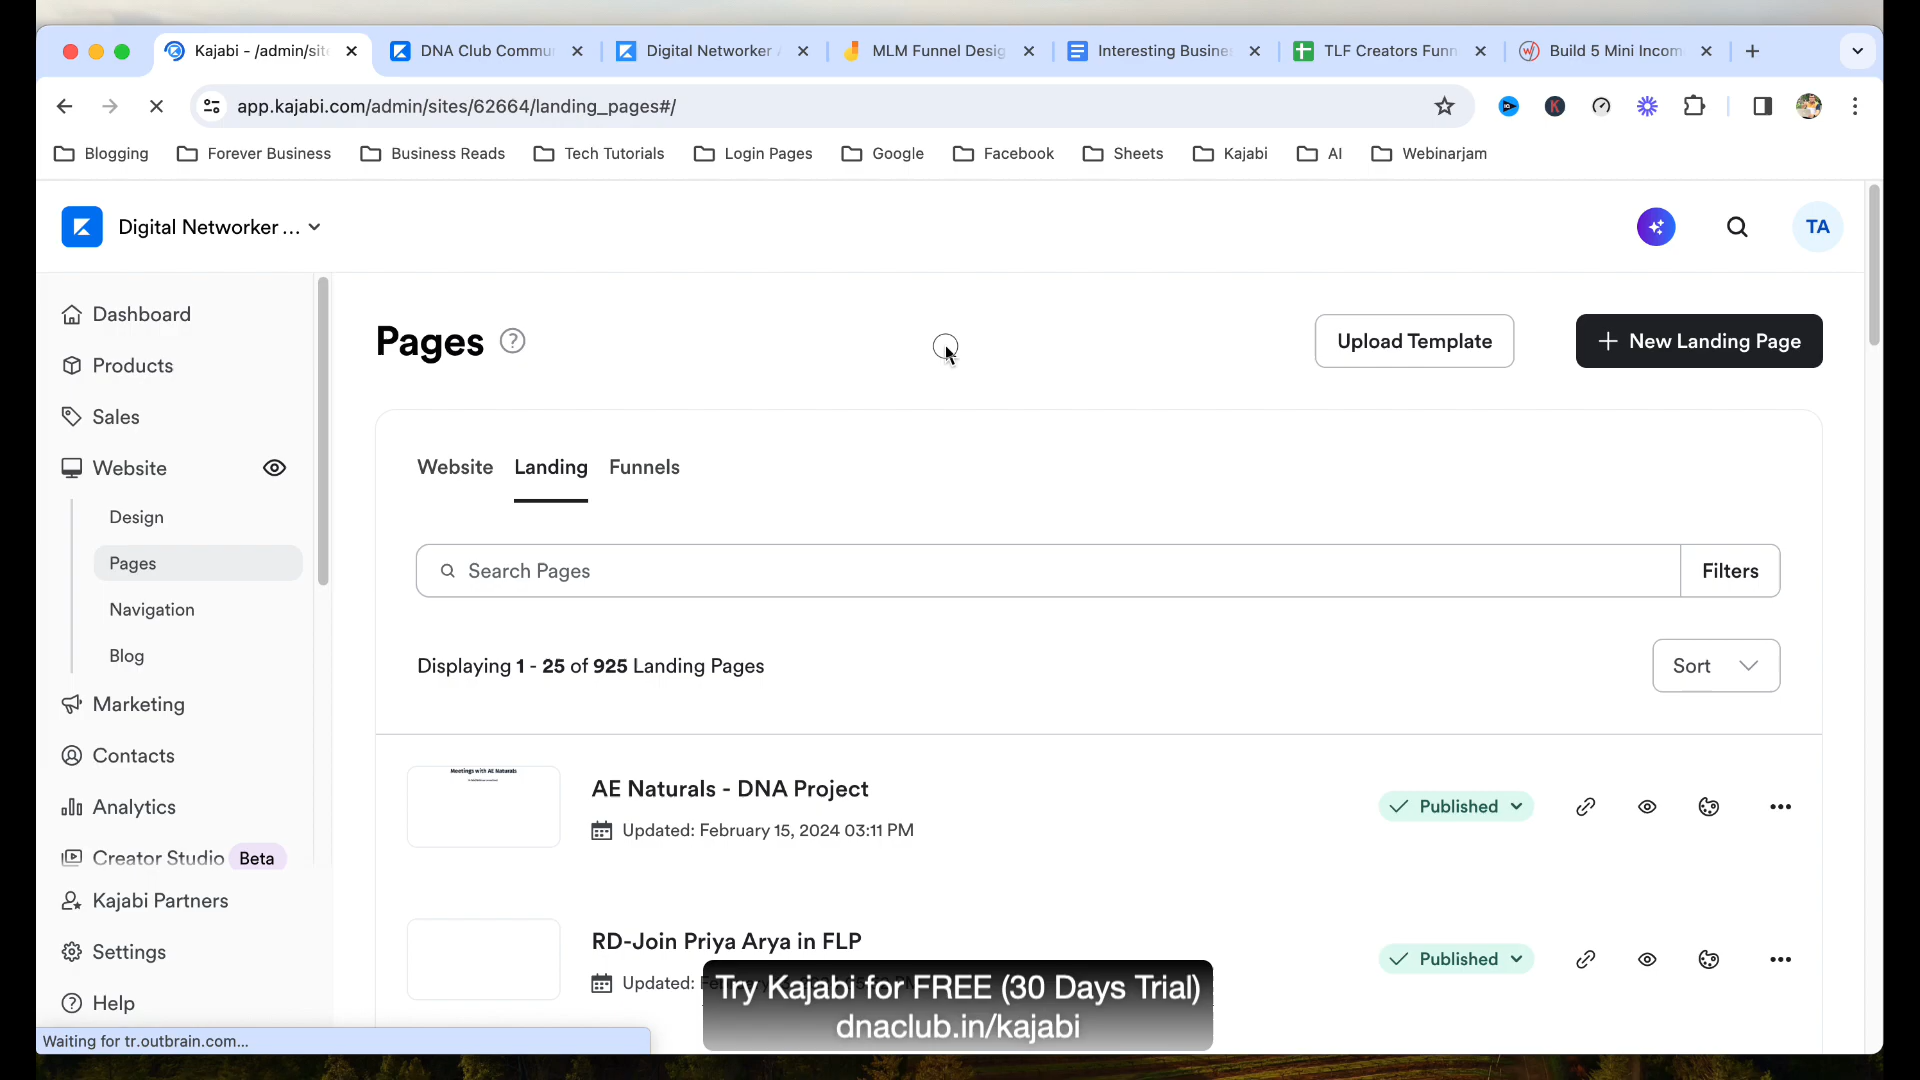 Kajabi - /admin/site
DNA Club Commun
Digital Networker A
MLM Funnel Desig
Interesting Busine
TLF Creators Funn
Build 5 Mini Incom
app.kajabi.com/admin/sites/62664/landing_pages#/
Blogging
Forever Business
Business Reads
Tech Tutorials
Login Pages
Google
Facebook
Sheets
Kajabi
AI
Webinarjam
Digital Networker ...
TA
Dashboard
Products
Sales
Website
Design
Pages
Navigation
Blog
Marketing
Contacts
Analytics
Creator Studio Beta
Kajabi Partners
Settings
Help
Pages
Upload Template
+ New Landing Page
Website Landing Funnels
Search Pages
Filters
Displaying 1 - 25 of 925 Landing Pages
Sort
Meetings with AE Naturals
AE Naturals - DNA Project
Updated: February 15, 2024 03:11 PM
Published
RD-Join Priya Arya in FLP
Updated:
Published
Try Kajabi for FREE (30 Days Trial)
dnaclub.in/kajabi
Waiting for tr.outbrain.com...